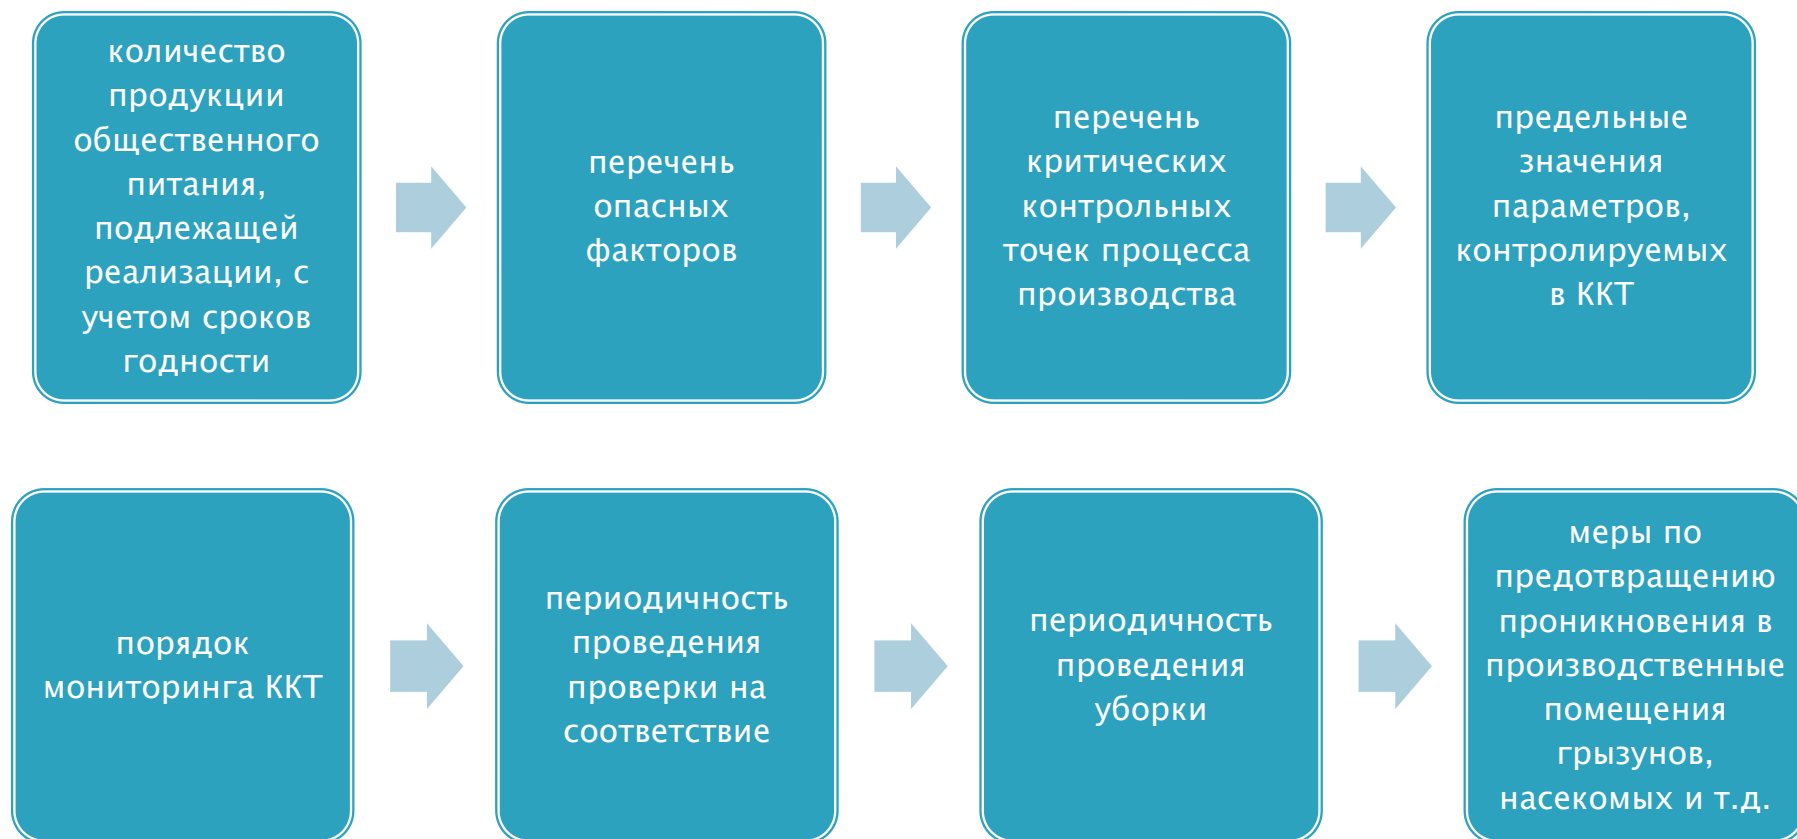 количество
продукции
общественного
питания,
подлежащей
реализации, с
учетом сроков
годности
перечень
опасных
факторов
перечень
критических
контрольных
точек процесса
производства
предельные
значения
параметров,
контролируемых
в ККТ
порядок
мониторинга ККТ
периодичность
проведения
проверки на
соответствие
периодичность
проведения
уборки
меры по
предотвращению
проникновения в
производственные
помещения
грызунов,
насекомых и т.д.